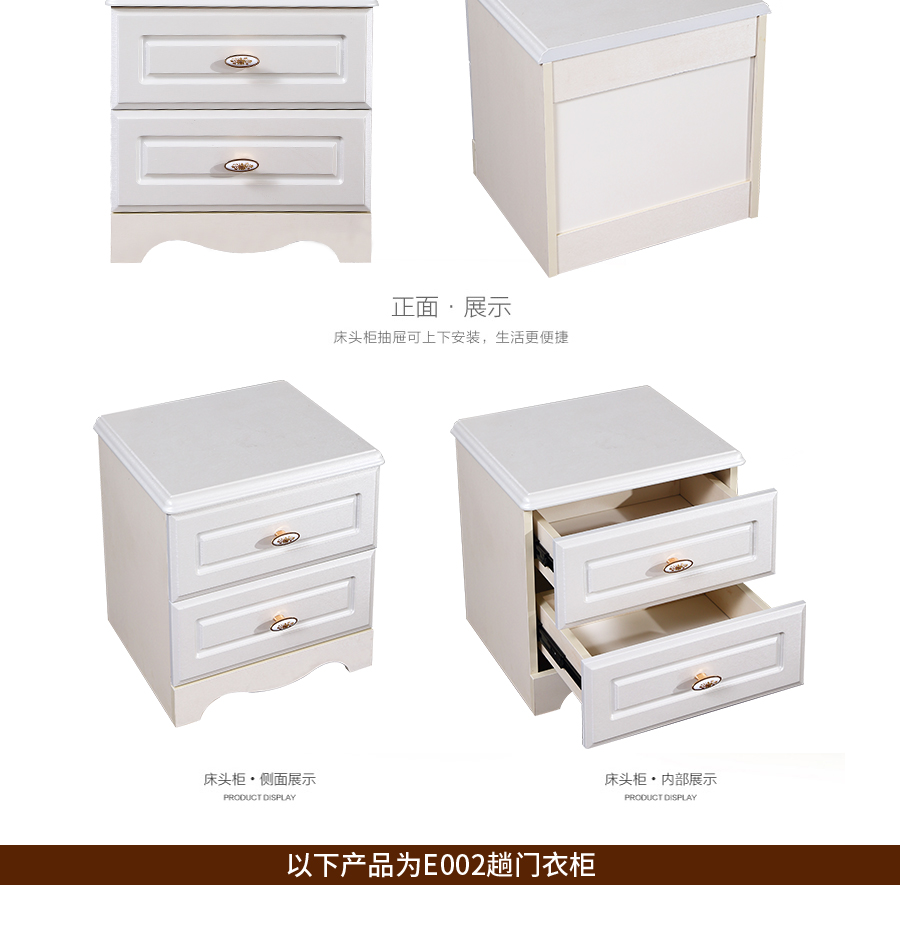 正面 · 展示
床头柜抽屉可上下安装，生活更便捷
床头柜 • 侧面展示
PRODUCT DISPLAY
床头柜 • 内部展示
PRODUCT DISPLAY
以下产品为E002趟门衣柜